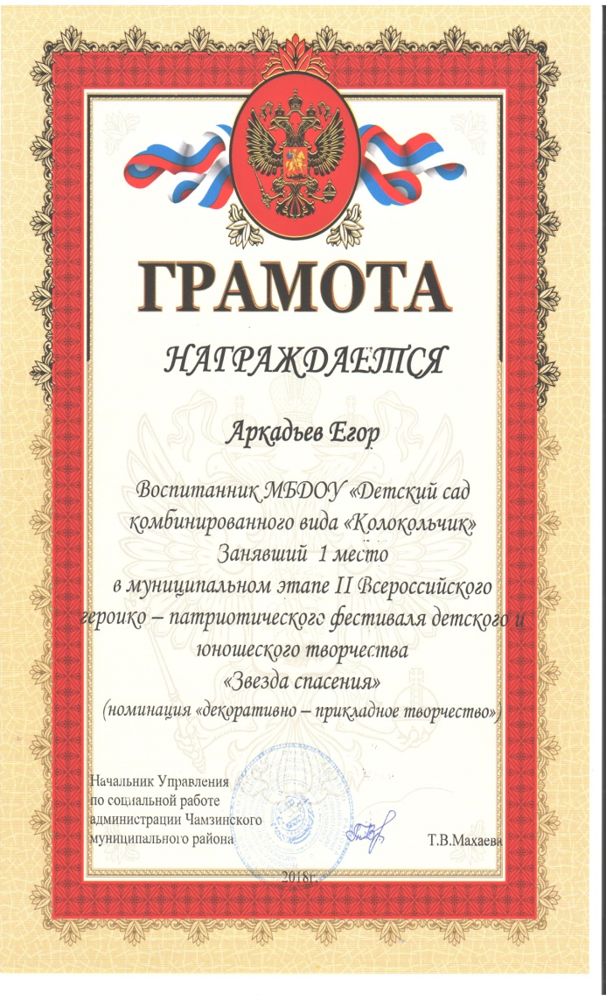 ГРАМОТА
НАГРАЖДАЕТСЯ
Аркадьев Егор
Воспитанник МБДОУ «Детский сад
комбинированного вида «Колокольчик»
Занявший 1 место
в муниципальном этапе II Всероссийского
героико – патриотического фестиваля детского и
юношеского творчества
«Звезда спасения»
(номинация «декоративно – прикладное творчество»)
Начальник Управления
по социальной работе
администрации Чамзинского
муниципального района Т.В.Махаева
2018г.